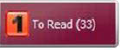 1 To Read (33)